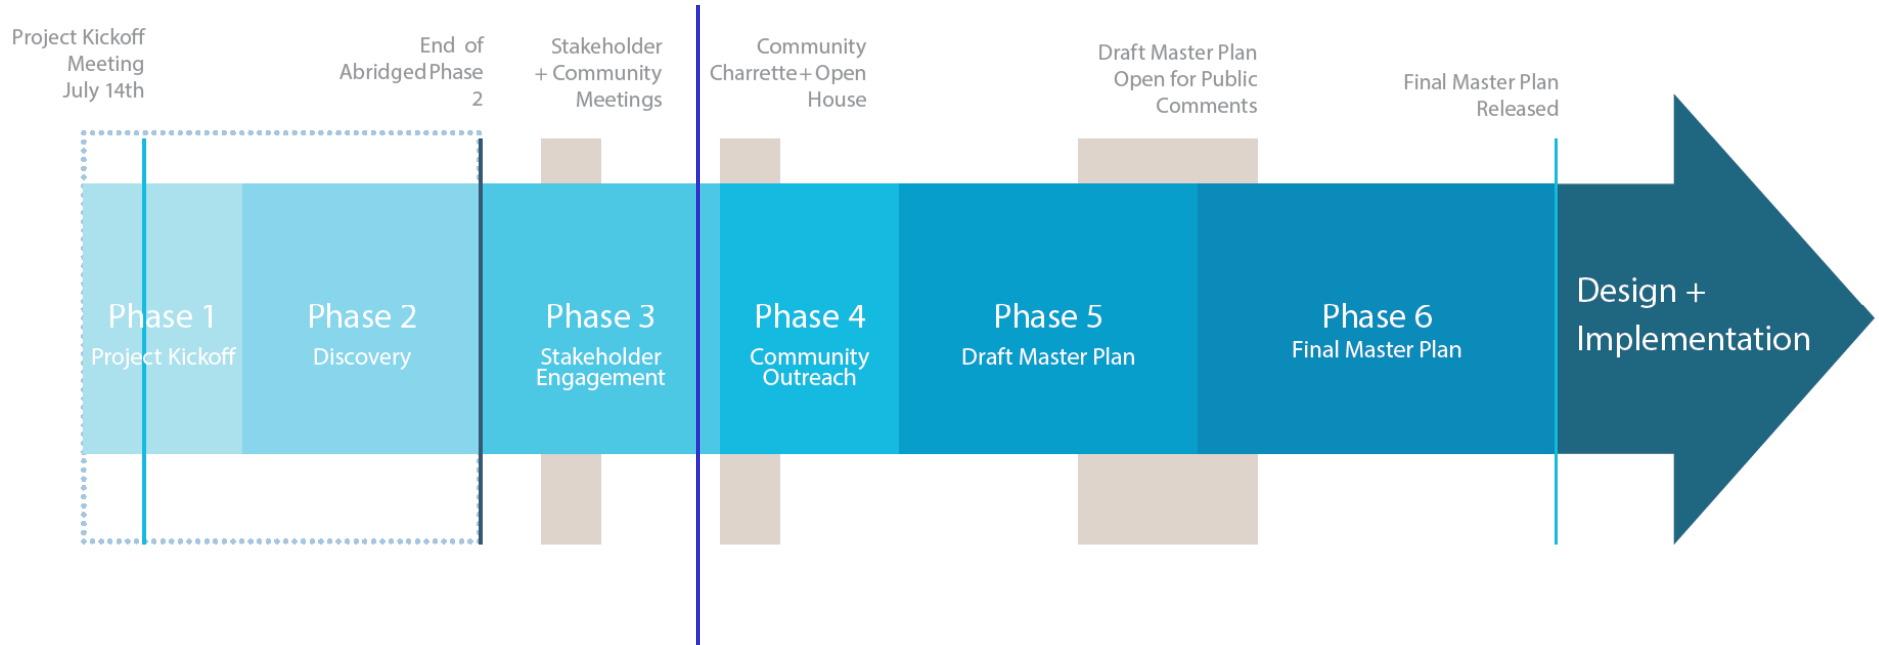 Project Kickoff
Meeting
July 14th
End of
Abridged Phase
2
Stakeholder
+ Community
Meetings
Community
Charrette + Open
House
Draft Master Plan
Open for Public
Comments
Final Master Plan
Released
Phase 1
Project Kickoff
Phase 2
Discovery
Phase 3
Stakeholder
Engagement
Phase 4
Community
Outreach
Phase 5
Draft Master Plan
Phase 6
Final Master Plan
Design +
Implementation